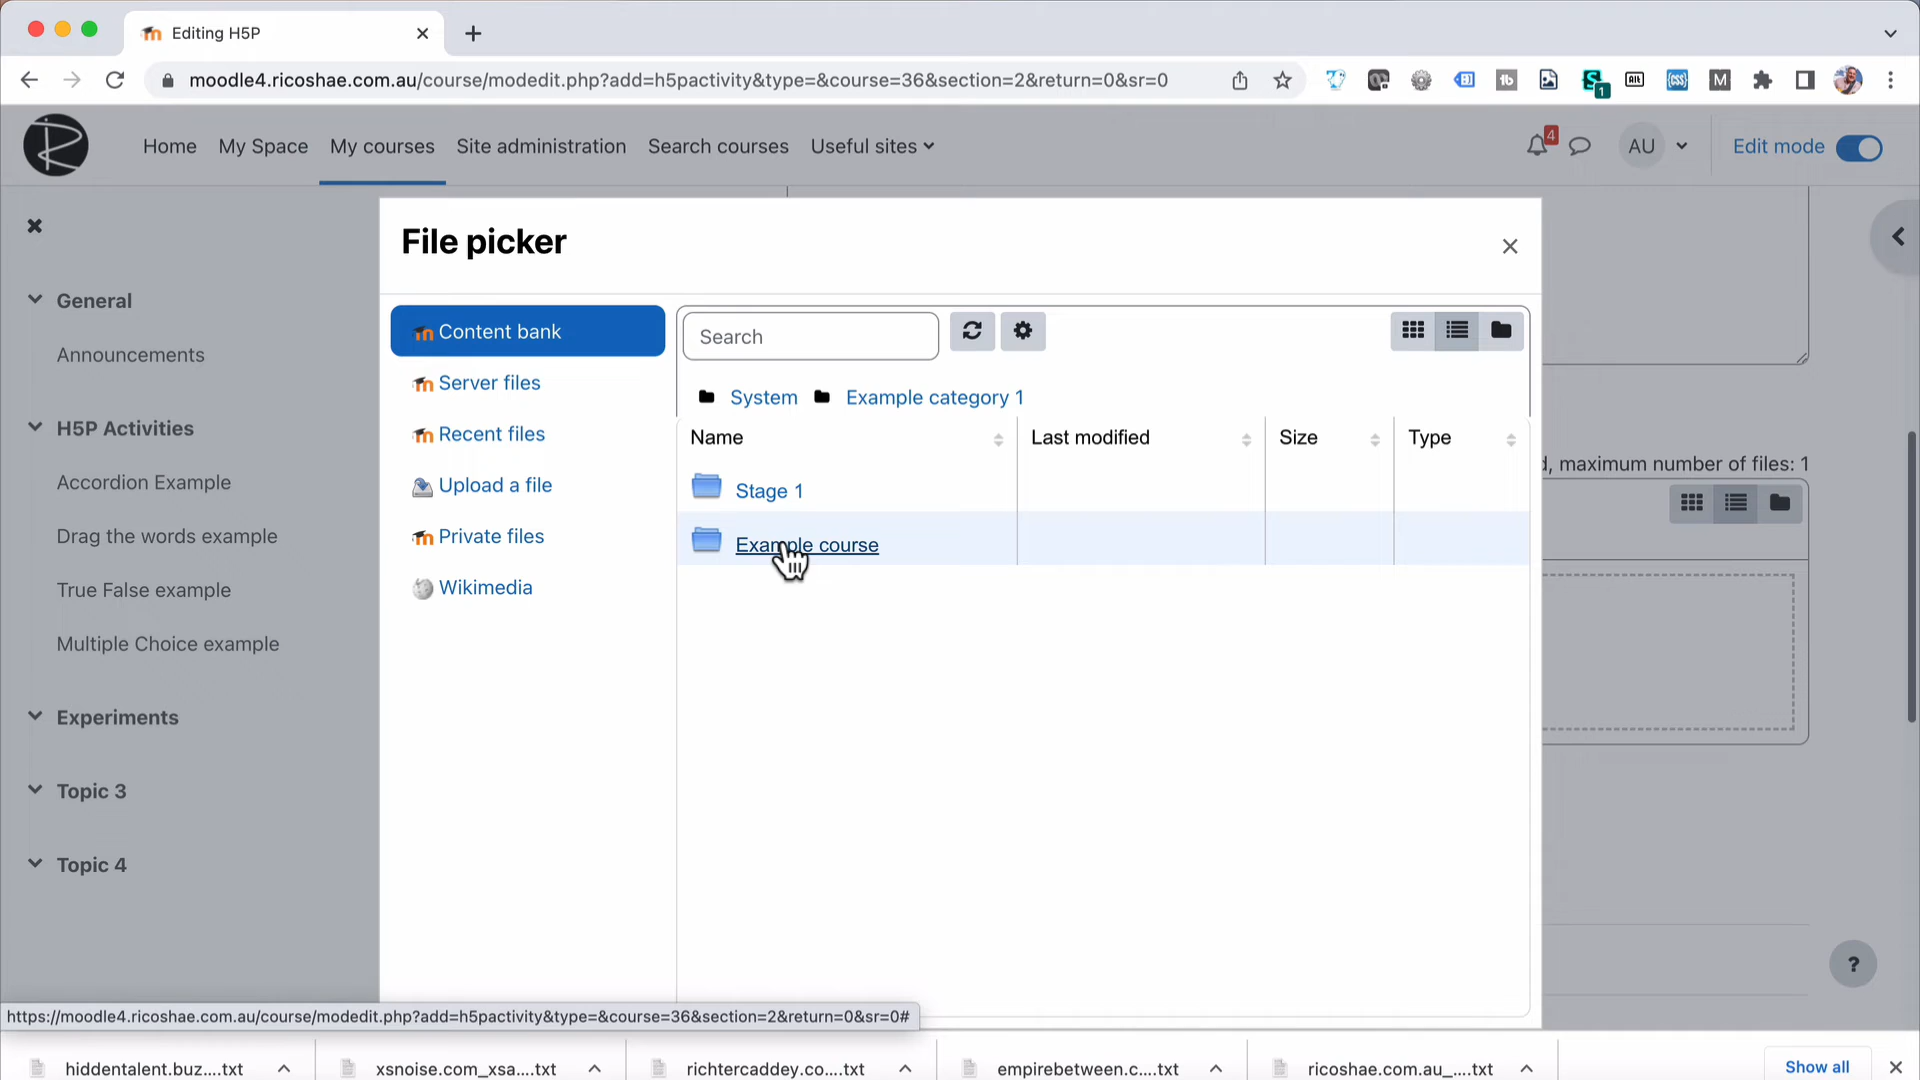 Editing H5P
moodle4.ricoshae.com.au/course/modedit.php?add=h5pactivity&type=&course=36&section=2&return=0&sr=0
Home
My Space
My courses
Site administration
Search courses
Useful sites
4
AU
Edit mode
File picker
General
Announcements
H5P Activities
Accordion Example
Drag the words example
True False example
Multiple Choice example
Experiments
Topic 3
Topic 4
Content bank
Server files
Recent files
Upload a file
Private files
Wikimedia
Search
System
Example category 1
Name
Last modified
Size
Type
Stage 1
Example course
d, maximum number of files: 1
?
https://moodle4.ricoshae.com.au/course/modedit.php?add=h5pactivity&type=&course=36&section=2&return=0&sr=0#
hiddentalent.buz....txt
xsnoise.com_xsa....txt
richtercaddey.co....txt
empirebetween.c....txt
ricoshae.com.au_....txt
Show all